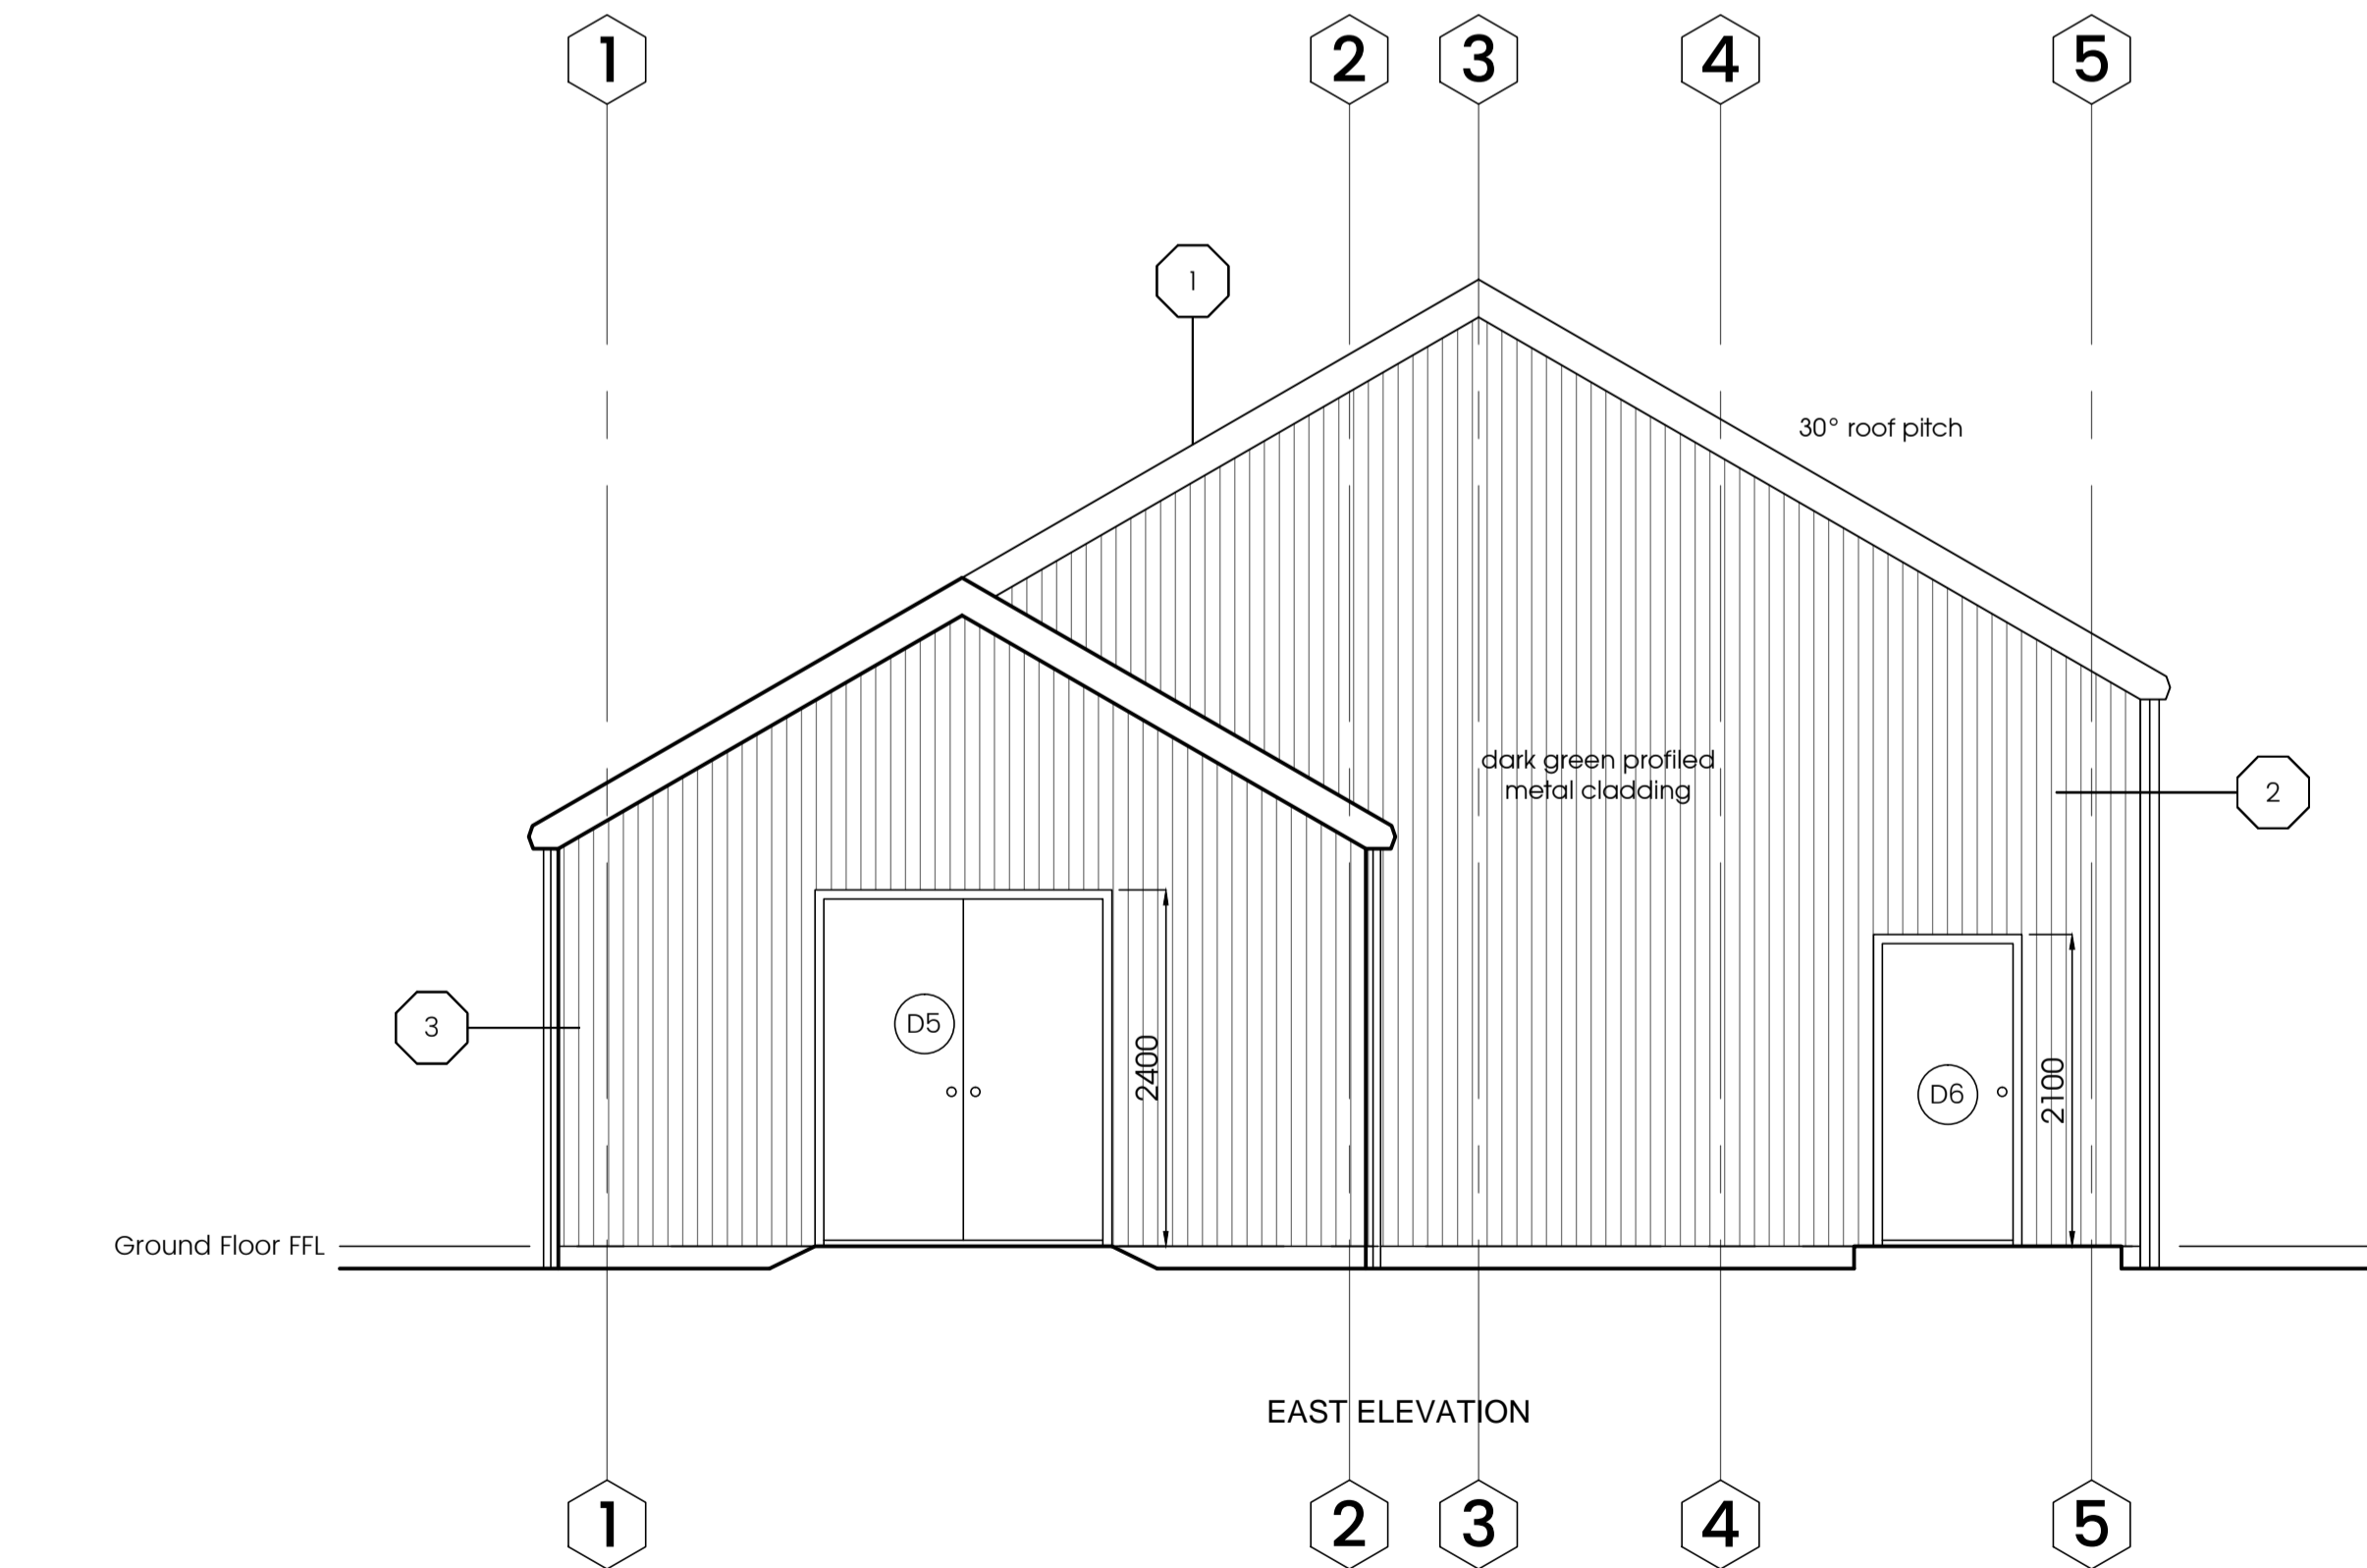 1
2
3
4
5
1
30° roof pitch
dark green profiled
metal cladding
2
3
D5
2400
D6
2100
Ground Floor FFL
EAST ELEVATION
1
2
3
4
5